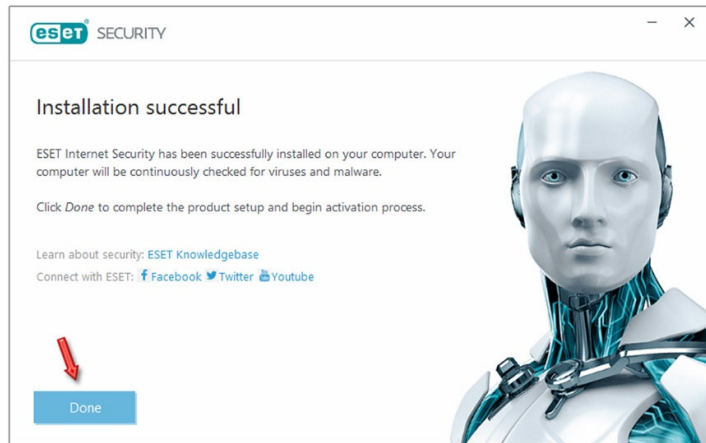 eset SECURITY
Installation successful
ESET Internet Security has been successfully installed on your computer. Your
computer will be continuously checked for viruses and malware.
Click Done to complete the product setup and begin activation process.
Learn about security: ESET Knowledgebase
Connect with ESET: Facebook Twitter Youtube
Done